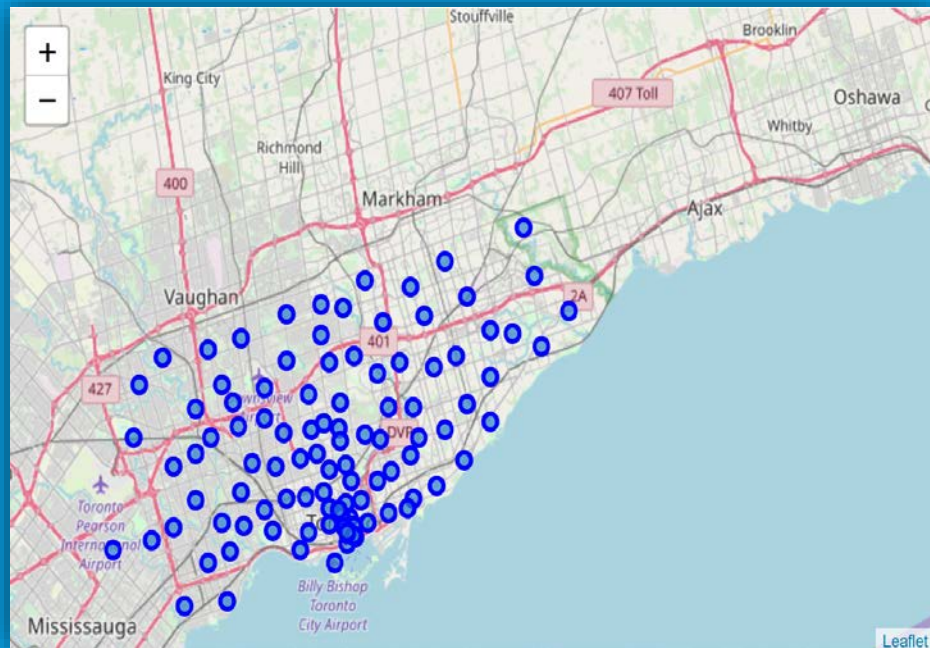 Stouffville
+
−
Brooklin
King City
407 Toll
Oshawa
Whitby
Richmond
Hill
400
Markham
Ajax
Vaughan
2A
401
427
DVP
Toronto
Pearson
International
Airport
Billy Bishop
Toronto
City Airport
Mississauga
Leaflet